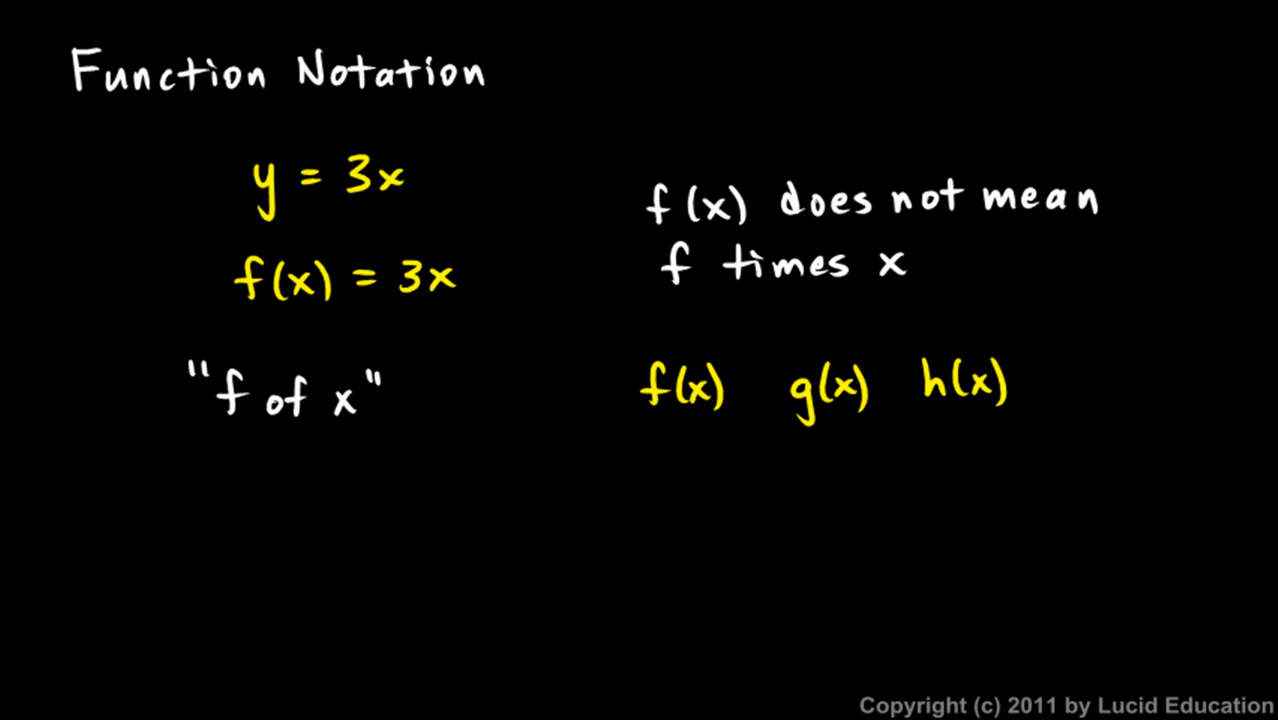 Function Notation
y = 3x
f(x) = 3x
"f of x"
f(x) does not mean
f times x
f(x) g(x) h(x)
Copyright (c) 2011 by Lucid Education